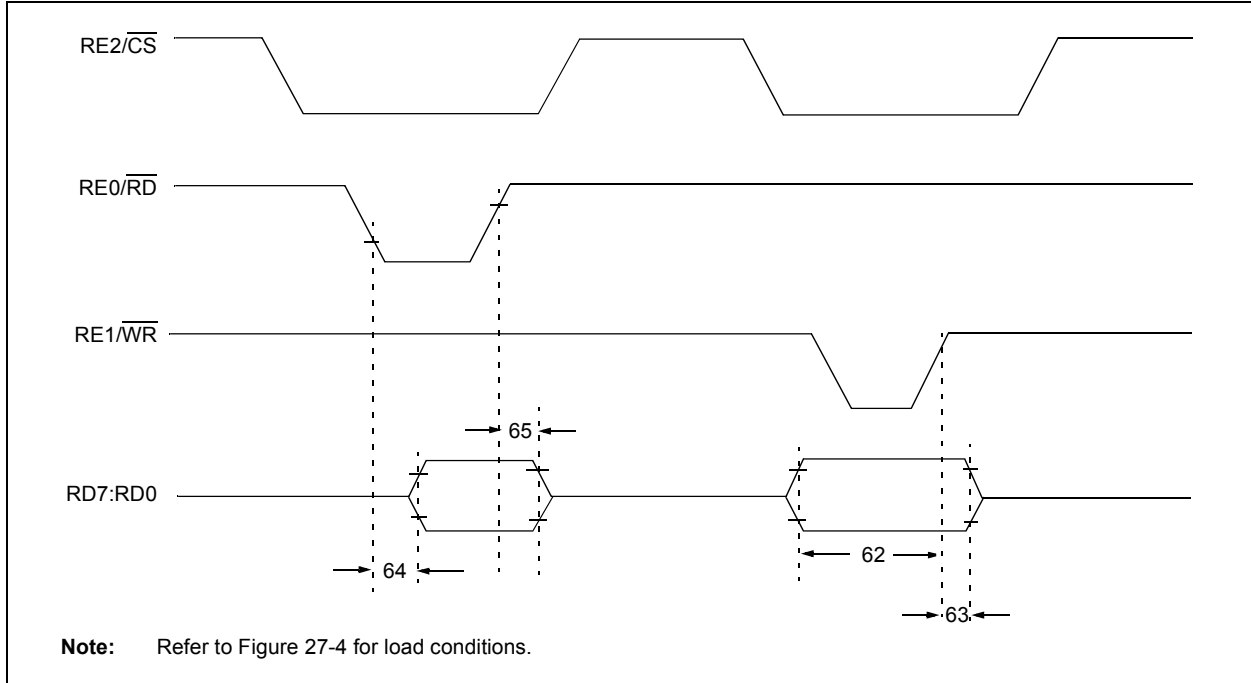 RE2/CS
RE0/RD
RE1/WR
65
RD7:RD0
62
64
63
Note: Refer to Figure 27-4 for load conditions.